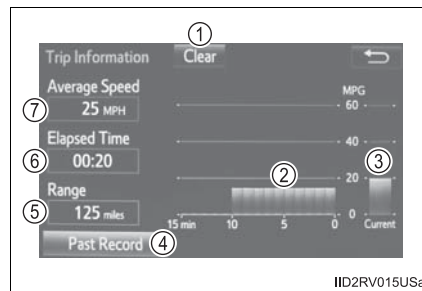 ①
Trip Information Clear
Average Speed
⑦ 25 MPH
Elapsed Time
⑥ 00:20
Range
⑤ 125 miles
Past Record ④
MPG
60
40
② ③
20
0
15 min 10 5 0 Current
IID2RV015USa